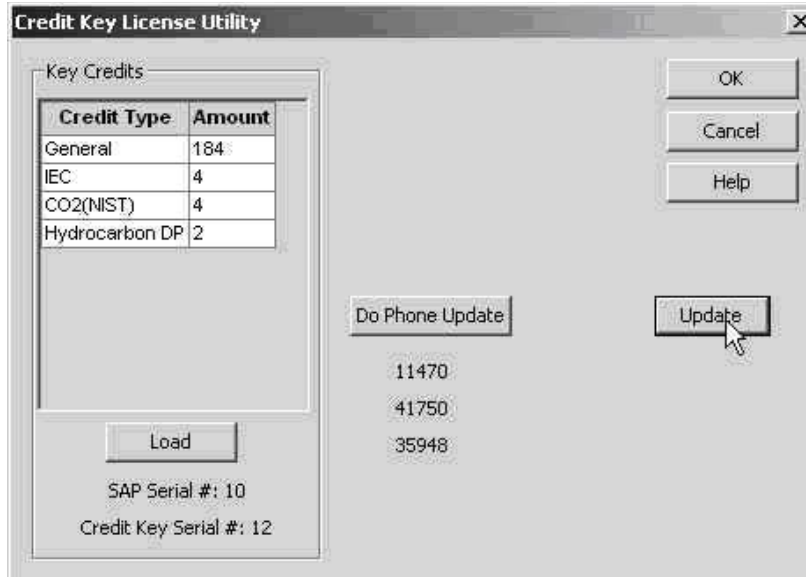 Credit Key License Utility
Key Credits
Credit Type Amount
General 184
IEC 4
CO2(NIST) 4
Hydrocarbon DP 2
Load
SAP Serial #: 10
Credit Key Serial #: 12
Do Phone Update
11470
41750
35948
OK
Cancel
Help
Update